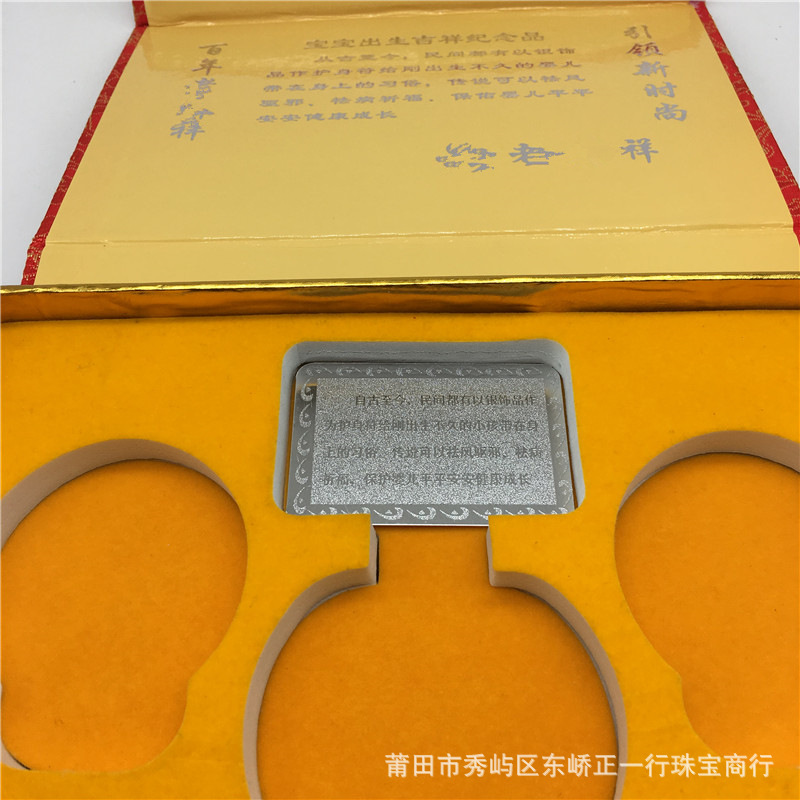 宝宝出生吉祥纪念品
从古至今，民间都有以银饰
品作护身符给刚出生不久的婴儿
带在身上的习俗；传说可以祛风
驱邪、祛病祈福、保佑婴儿平平
安安健康成长
百年
祥
引领新时尚
祥
自古至今，民间都有以银饰品作
为护身符给刚出生不久的小孩带在身
上的习俗，传说可以祛风驱邪、祛病
祈福、保护婴儿平平安安健康成长
莆田市秀屿区东峤正一行珠宝商行